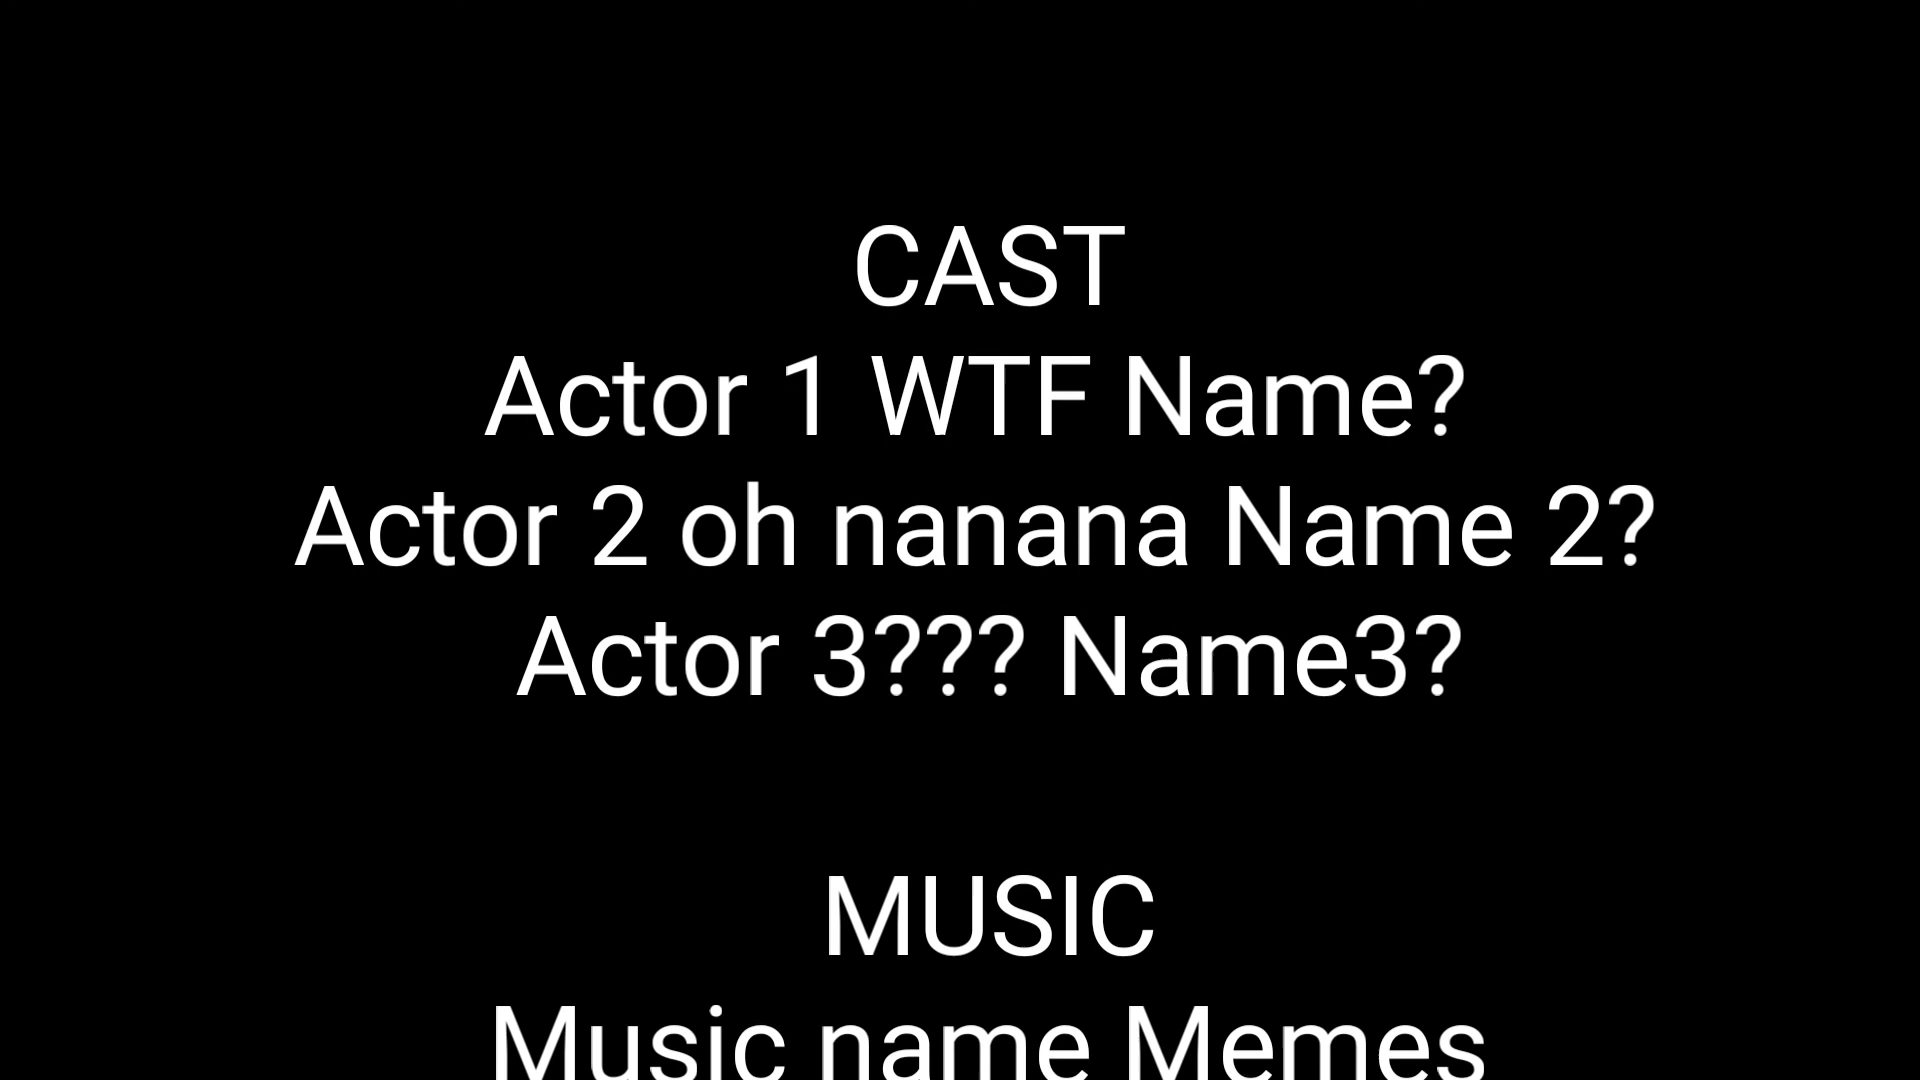 CAST
Actor 1 WTF Name?
Actor 2 oh nanana Name 2?
Actor 3??? Name3?
MUSIC
Music name Memes